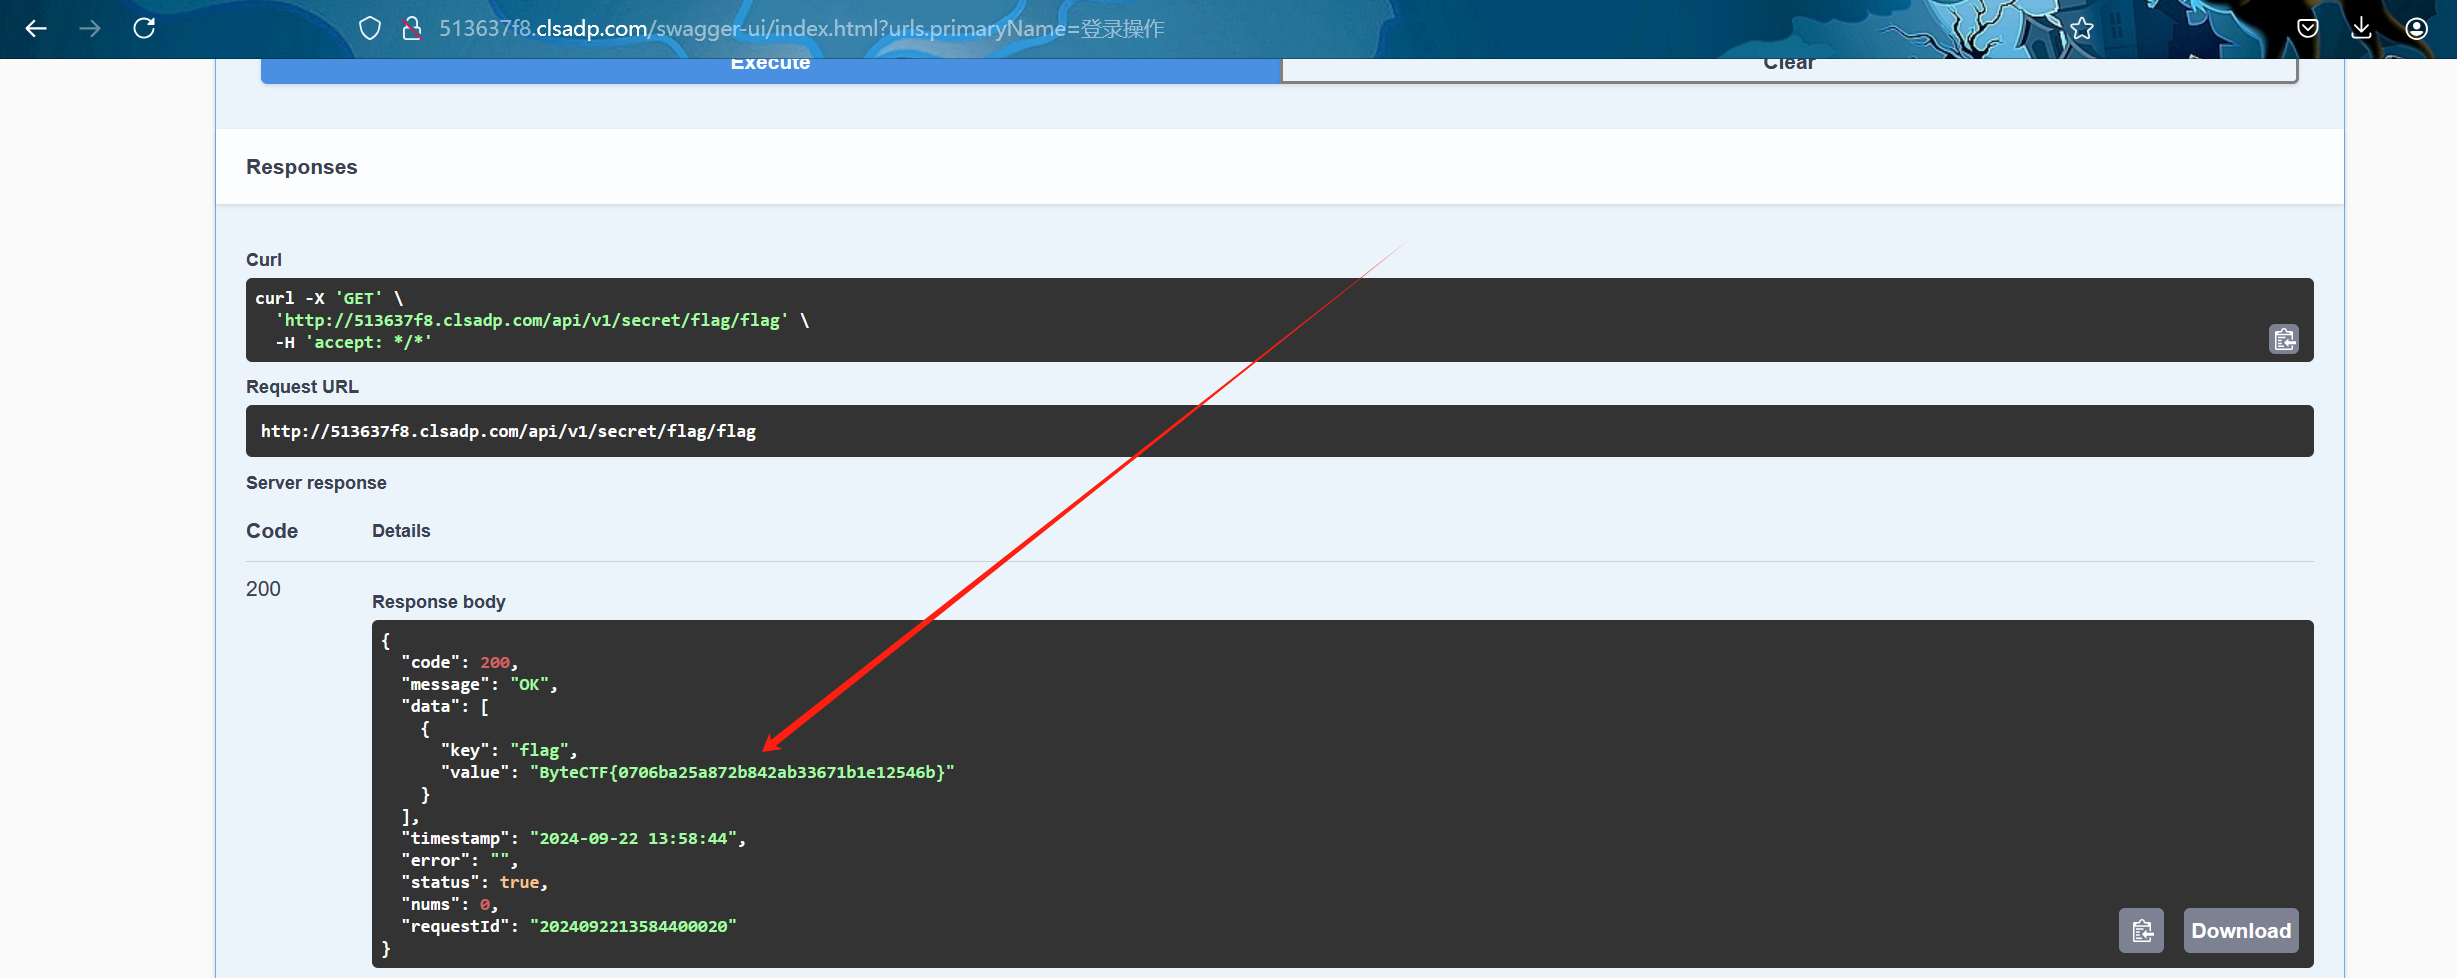 513637f8.clsadp.com/swagger-ui/index.html?urls.primaryName=登录操作
Execute
Clear
Responses
Curl
curl -X 'GET' \
'http://513637f8.clsadp.com/api/v1/secret/flag/flag' \
-H 'accept: */*'
Request URL
http://513637f8.clsadp.com/api/v1/secret/flag/flag
Server response
Code
Details
200
Response body
{
"code": 200,
"message": "OK",
"data": [
{
"key": "flag",
"value": "ByteCTF{0706ba25a872b842ab33671b1e12546b}"
}
],
"timestamp": "2024-09-22 13:58:44",
"error": "",
"status": true,
"nums": 0,
"requestId": "2024092213584400020"
}
Download